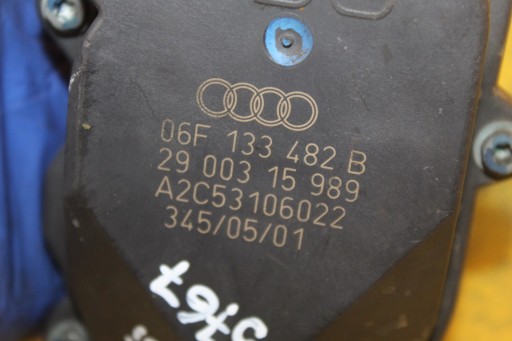 06F 133 482 B
29 003 15 989
A2C53106022
345/05/01